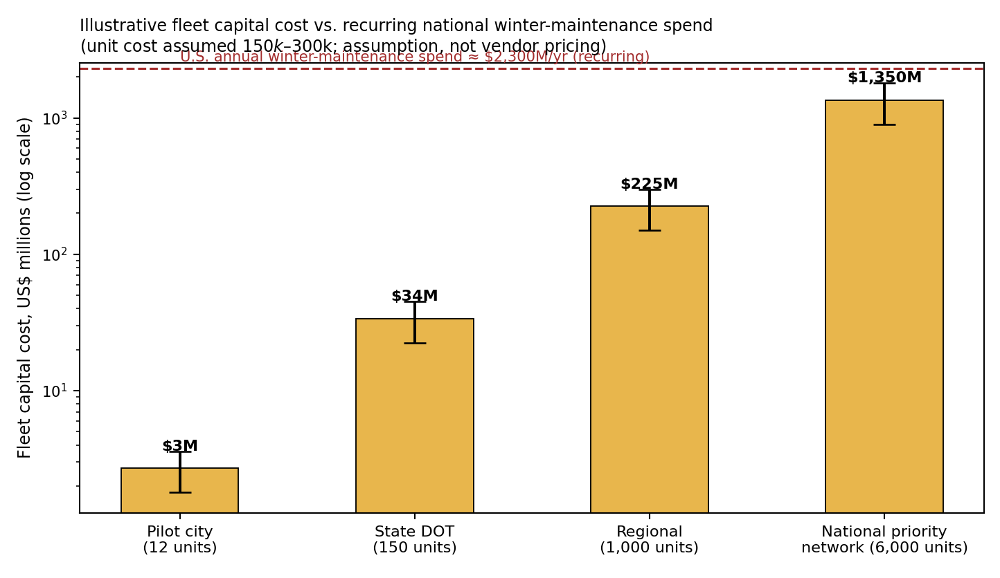 Illustrative fleet capital cost vs. recurring national winter-maintenance spend
(unit cost assumed 150k–300k; assumption, not vendor pricing)
U.S. annual winter-maintenance spend ≈ $2,300M/yr (recurring)
$1,350M
$225M
$34M
$3M
Fleet capital cost, US$ millions (log scale)
10³
10²
10¹
Pilot city
(12 units)
State DOT
(150 units)
Regional
(1,000 units)
National priority
network (6,000 units)